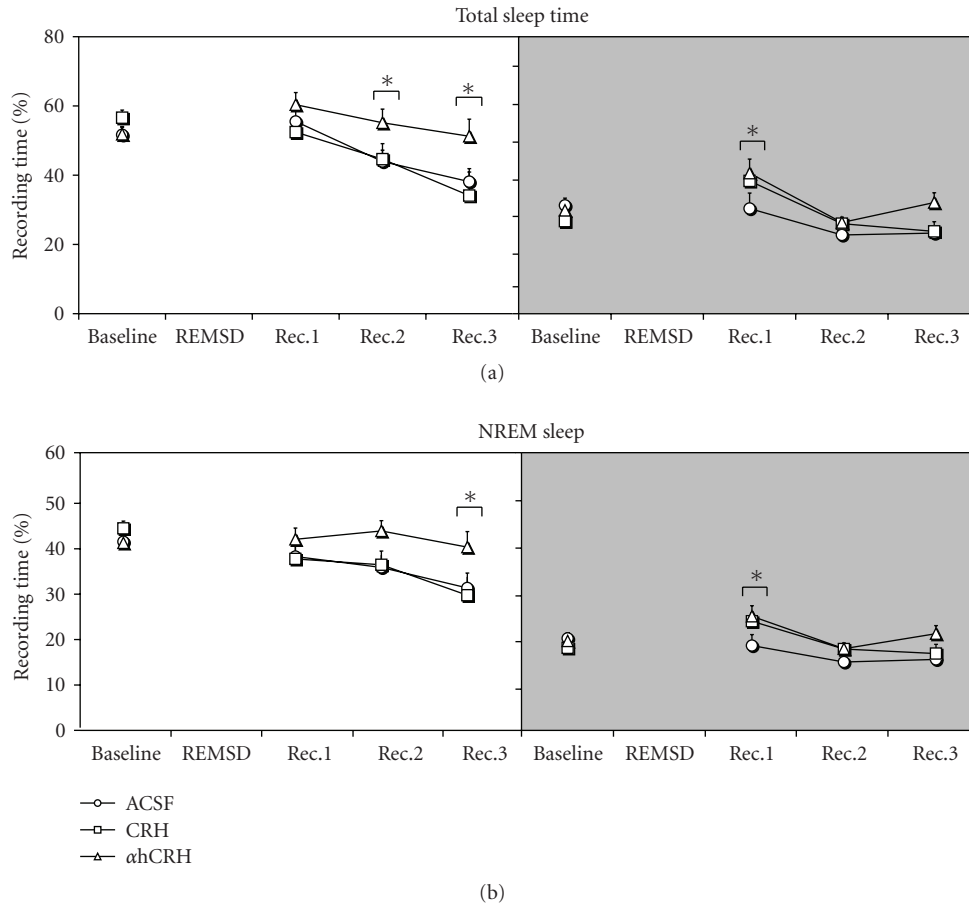 Total sleep time
Recording time (%)
80
60
40
20
0
* * *
Baseline REMSD Rec.1 Rec.2 Rec.3 Baseline REMSD Rec.1 Rec.2 Rec.3
(a)
NREM sleep
Recording time (%)
60
50
40
30
20
10
0
* *
Baseline REMSD Rec.1 Rec.2 Rec.3 Baseline REMSD Rec.1 Rec.2 Rec.3
ACSF
CRH
αhCRH
(b)